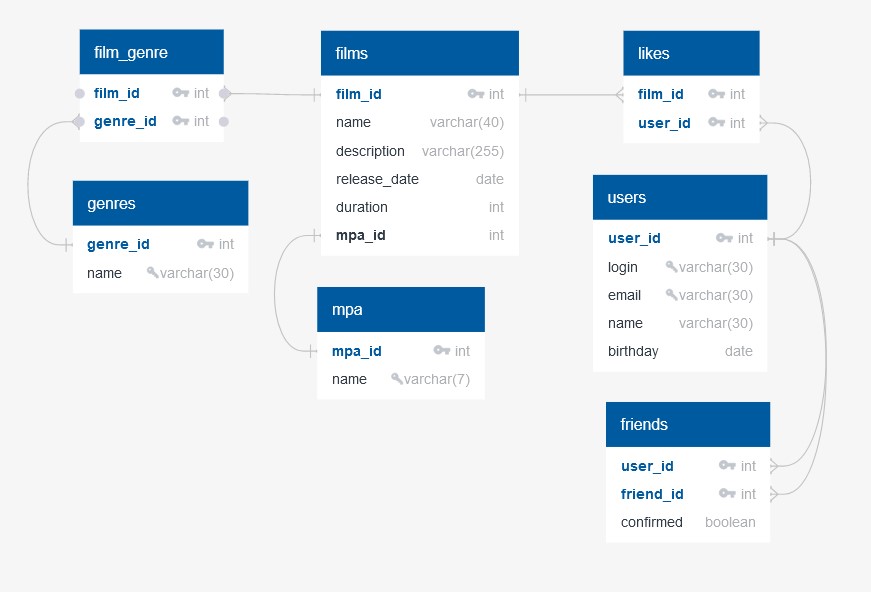 film_genre
film_id int
genre_id int
genres
genre_id int
name varchar(30)
films
film_id int
name varchar(40)
description varchar(255)
release_date date
duration int
mpa_id int
mpa
mpa_id int
name varchar(7)
likes
film_id int
user_id int
users
user_id int
login varchar(30)
email varchar(30)
name varchar(30)
birthday date
friends
user_id int
friend_id int
confirmed boolean